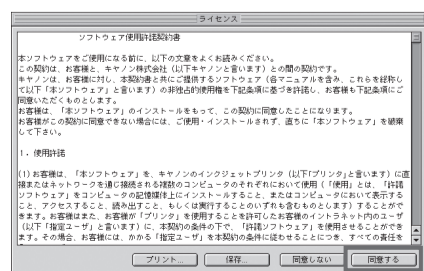 ライセンス
ソフトウェア使用許諾契約書
本ソフトウェアをご使用になる前に、以下の文章をよくお読みください。
この契約は、お客様と、キヤノン株式会社（以下キヤノンと言います）との間の契約です。
キヤノンは、お客様に対し、本契約書と共にご提供するソフトウェア（各マニュアルを含み、これらを総称し
て以下「本ソフトウェア」と言います）の非独占的使用権を下記条項に基づき許諾し、お客様も下記条項にご
同意いただくものとします。
お客様は、「本ソフトウェア」のインストールをもって、この契約に同意したことになります。
お客様がこの契約に同意できない場合には、ご使用・インストールされず、直ちに「本ソフトウェア」を破棄
して下さい。
1．使用許諾
(1) お客様は、「本ソフトウェア」を、キヤノンのインクジェットプリンタ（以下「プリンタ」と言います）に直
接またはネットワークを通じ接続される複数のコンピュータのそれぞれにおいて使用（「使用」とは、「許諾
ソフトウェア」をコンピュータの記憶媒体上にインストールすること、またはコンピュータにおいて表示する
こと、アクセスすること、読み出すこと、もしくは実行することのいずれも含むものとします）することがで
きます。お客様はまた、お客様が「プリンタ」を使用することを許可したお客様のイントラネット内のユーザ
（以下「指定ユーザ」と言います）に、本契約の条件の下で、「許諾ソフトウェア」を使用させることができ
ます。その場合、お客様には、かかる「指定ユーザ」を本契約の条件に従わせることにつき、すべての責任を
プリント...
保存...
同意しない
同意する